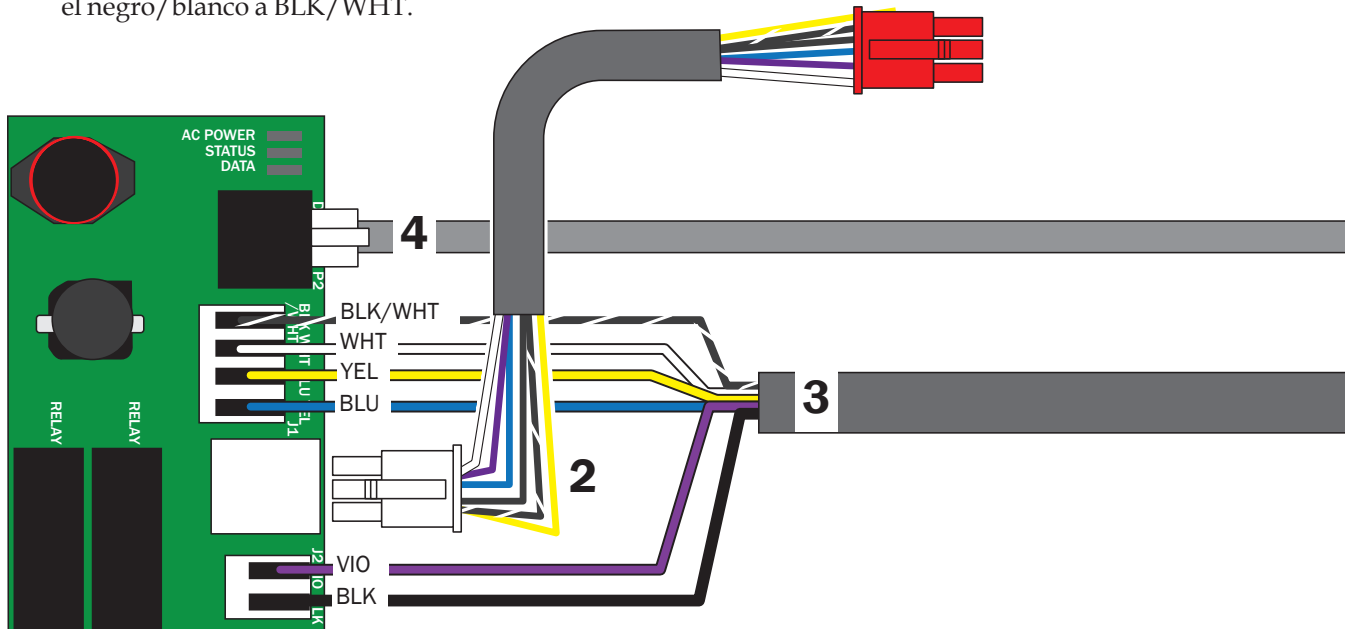 el negro/blanco a BLK/WHT.
AC POWER
STATUS
DATA
4
P2
BLK/WHT
WHT
YEL
BLU
3
J1
RELAY
RELAY
2
J2
VIO
BLK